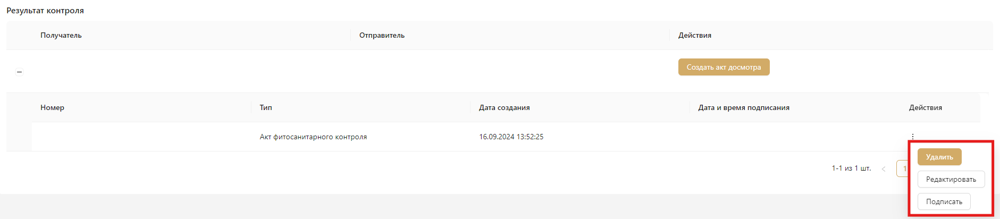 Результат контроля
Получатель Отправитель Действия
Создать акт досмотра
Номер Тип Дата создания Дата и время подписания Действия
Акт фитосанитарного контроля 16.09.2024 13:52:25
Удалить
1-1 из 1 шт. < 1
Редактировать
Подписать